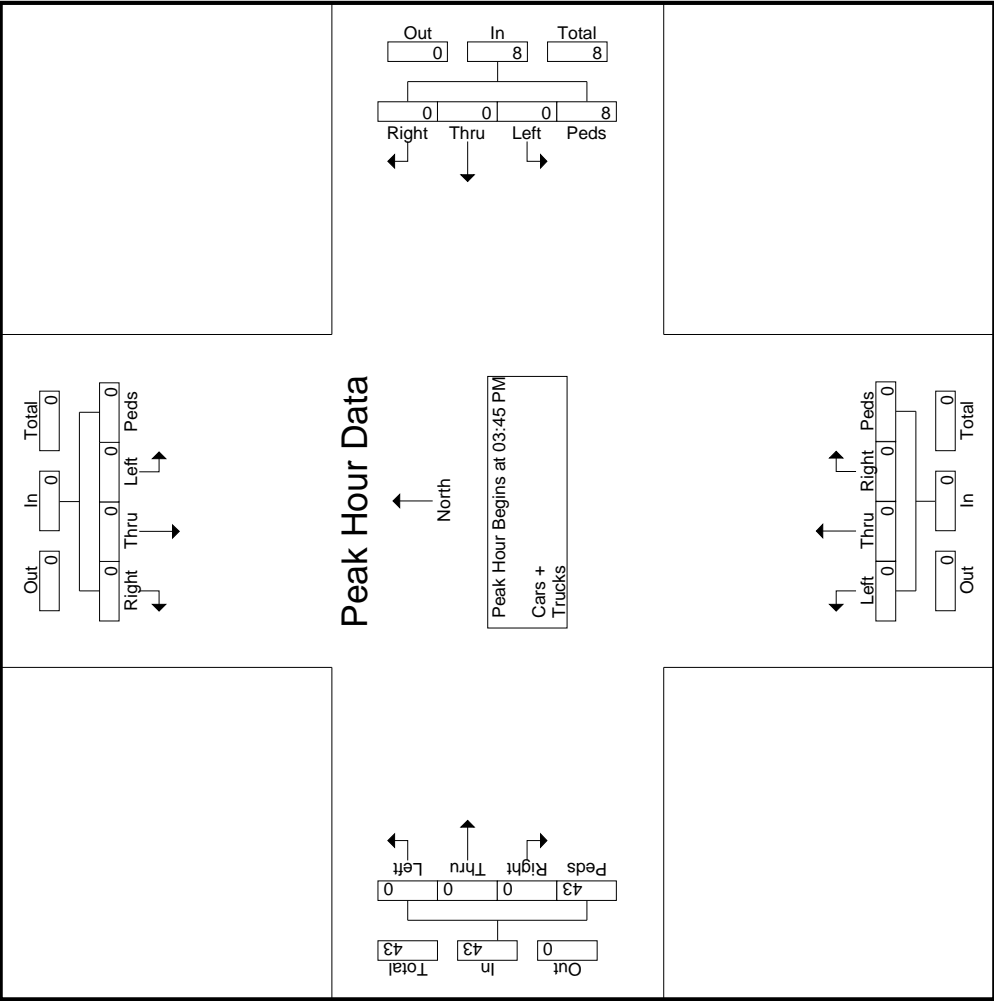 Out In Total
0 8 8
0 0 0 8
Right Thru Left Peds
Total In Out
0 0 0
0 0 0 0
Peds Left Thru Right
Peak Hour Data
North
Peak Hour Begins at 03:45 PM
Cars +
Trucks
Left Thru Right Peds
0 0 0 0
0 0 0
Out In Total
Left Thru Right Peds
0 0 0 43
43 43 0
Total In Out